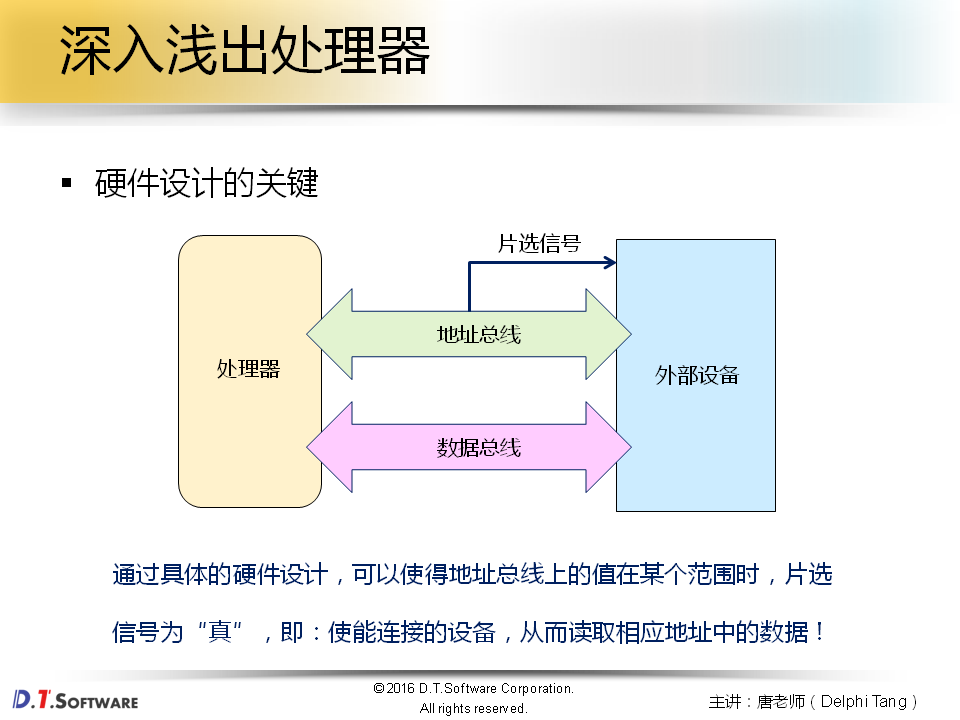 深入浅出处理器
▪ 硬件设计的关键
片选信号
地址总线
处理器
外部设备
数据总线
通过具体的硬件设计，可以使得地址总线上的值在某个范围时，片选
信号为“真”，即：使能连接的设备，从而读取相应地址中的数据！
D.T.SOFTWARE
©2016 D.T.Software Corporation.
All rights reserved.
主讲：唐老师（Delphi Tang）